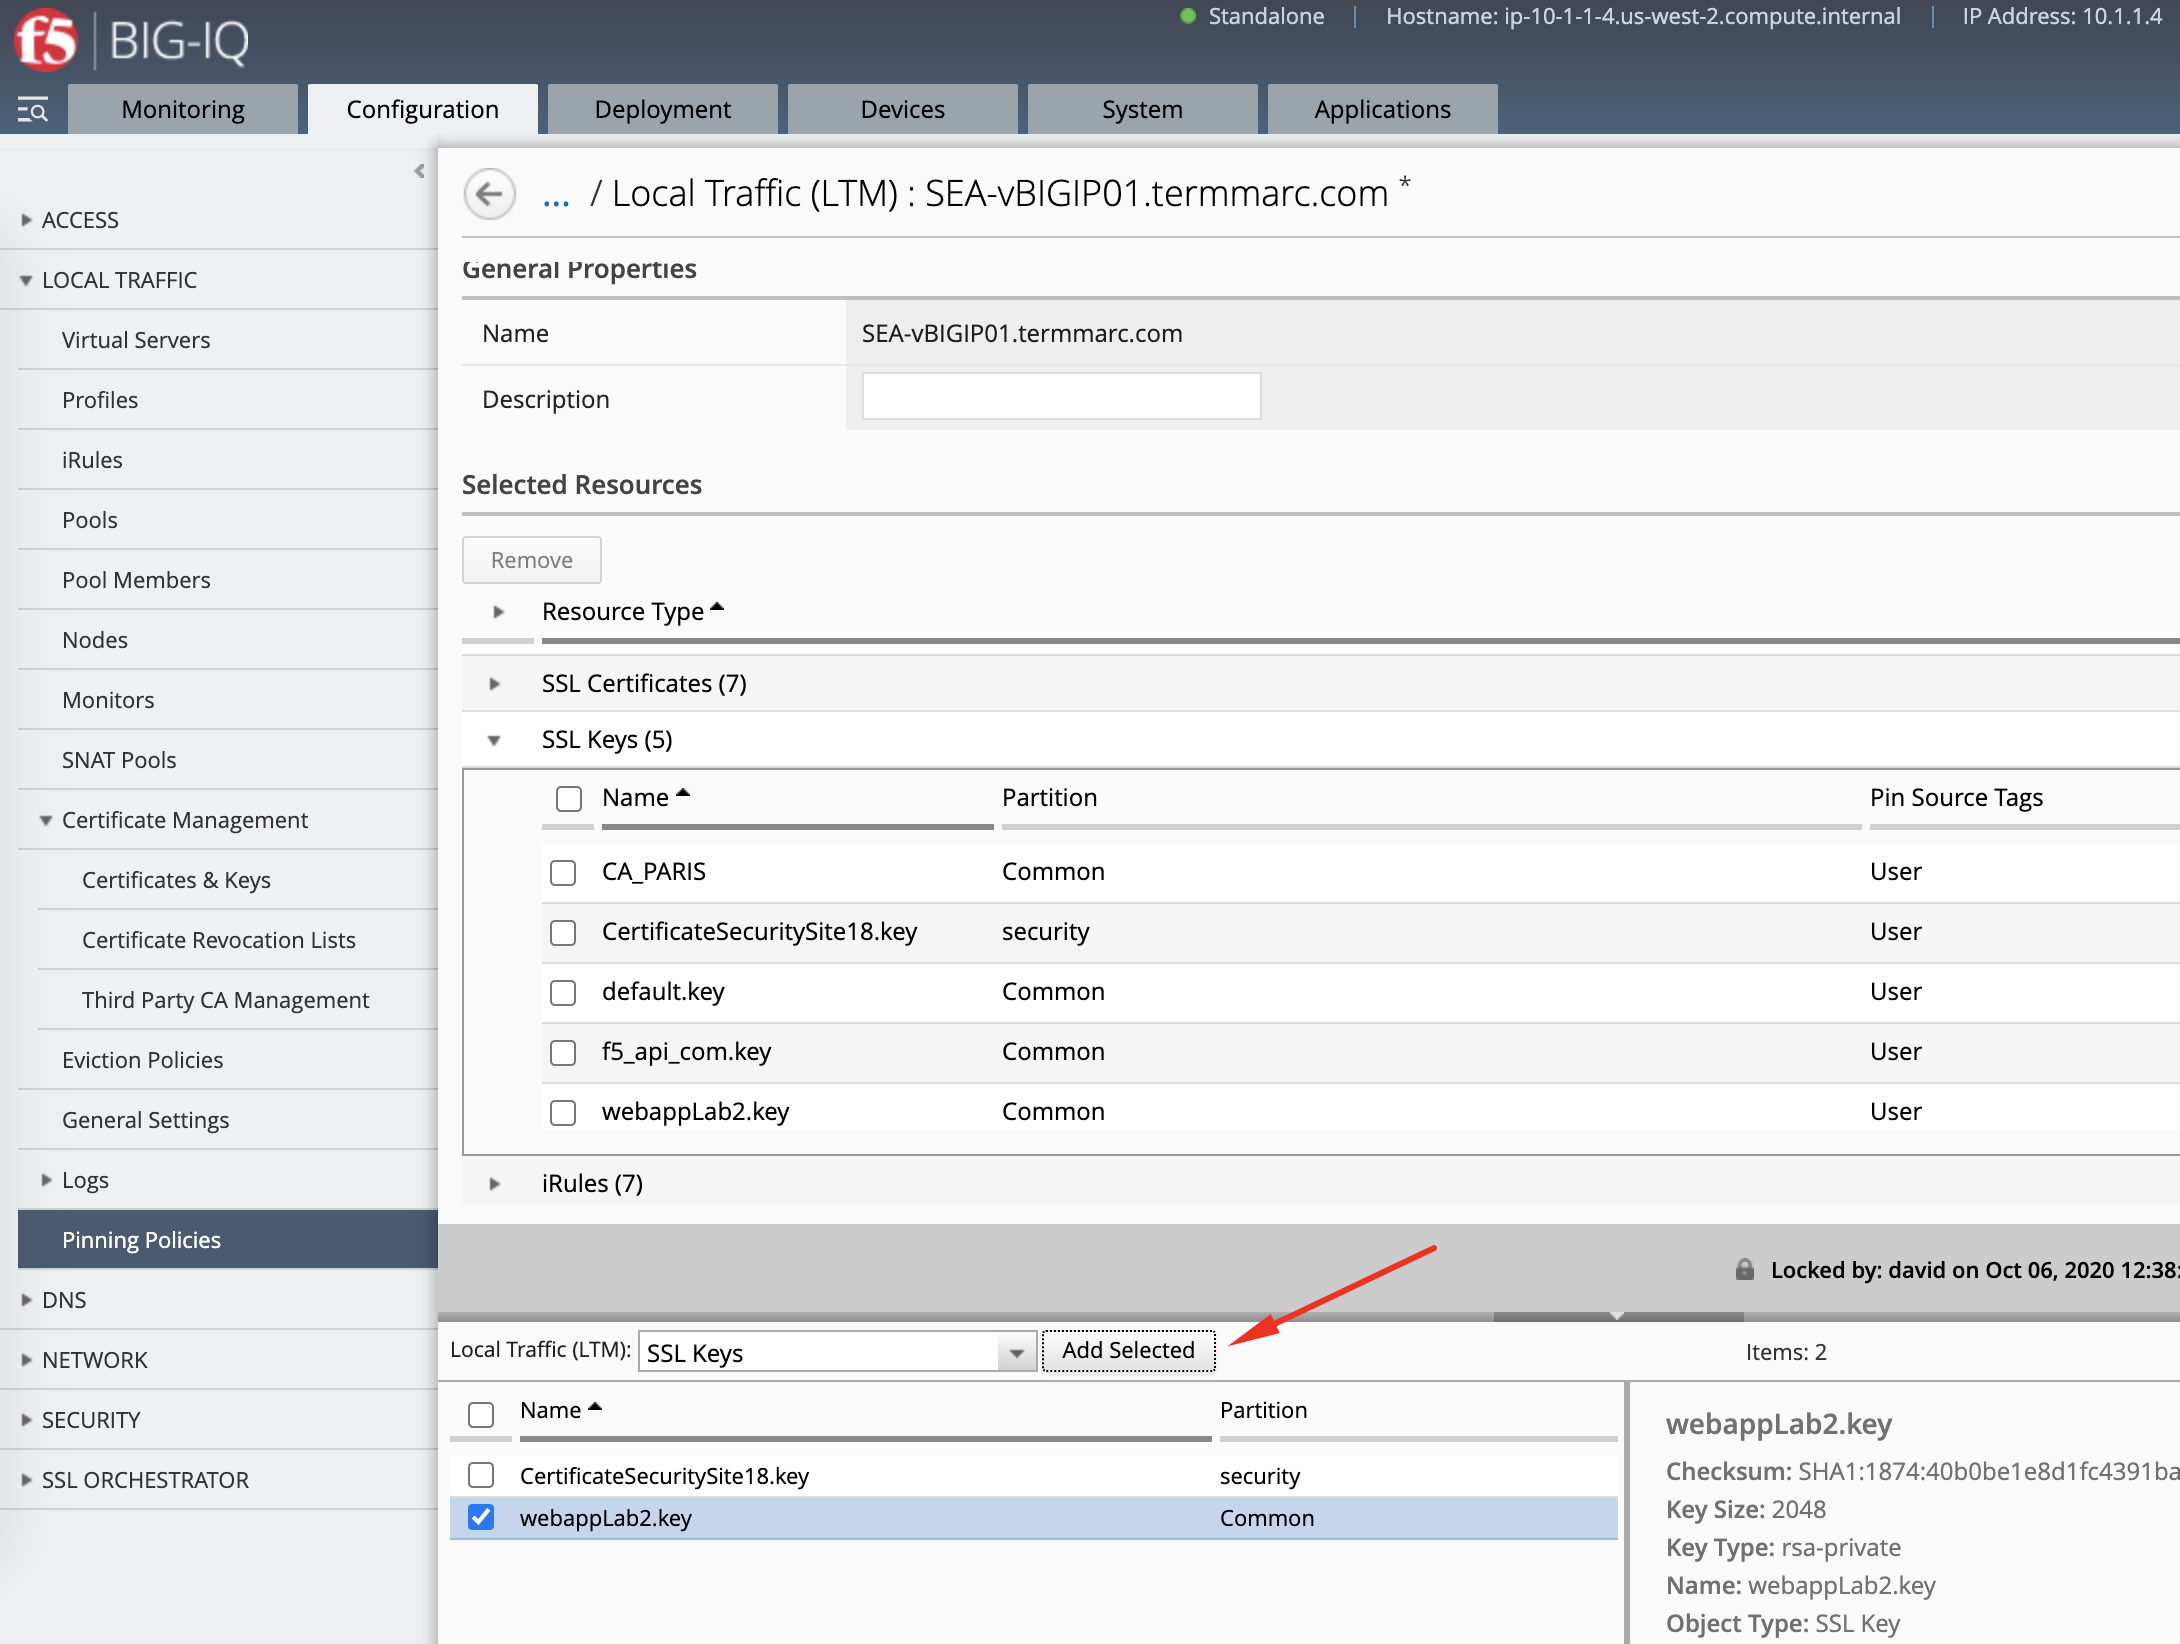 f5 BIG-IQ
Standalone | Hostname: ip-10-1-1-4.us-west-2.compute.internal | IP Address: 10.1.1.4
Monitoring Configuration Deployment Devices System Applications
ACCESS
LOCAL TRAFFIC
Virtual Servers
Profiles
iRules
Pools
Pool Members
Nodes
Monitors
SNAT Pools
Certificate Management
Certificates & Keys
Certificate Revocation Lists
Third Party CA Management
Eviction Policies
General Settings
Logs
Pinning Policies
DNS
NETWORK
SECURITY
SSL ORCHESTRATOR
... / Local Traffic (LTM) : SEA-vBIGIP01.termmarc.com *
General Properties
Name SEA-vBIGIP01.termmarc.com
Description
Selected Resources
Remove
Resource Type
SSL Certificates (7)
SSL Keys (5)
Name Partition Pin Source Tags
CA_PARIS Common User
CertificateSecuritySite18.key security User
default.key Common User
f5_api_com.key Common User
webappLab2.key Common User
iRules (7)
Locked by: david on Oct 06, 2020 12:38:
Local Traffic (LTM): SSL Keys Add Selected Items: 2
Name Partition
CertificateSecuritySite18.key security
webappLab2.key Common
webappLab2.key
Checksum: SHA1:1874:40b0be1e8d1fc4391ba
Key Size: 2048
Key Type: rsa-private
Name: webappLab2.key
Object Type: SSL Key